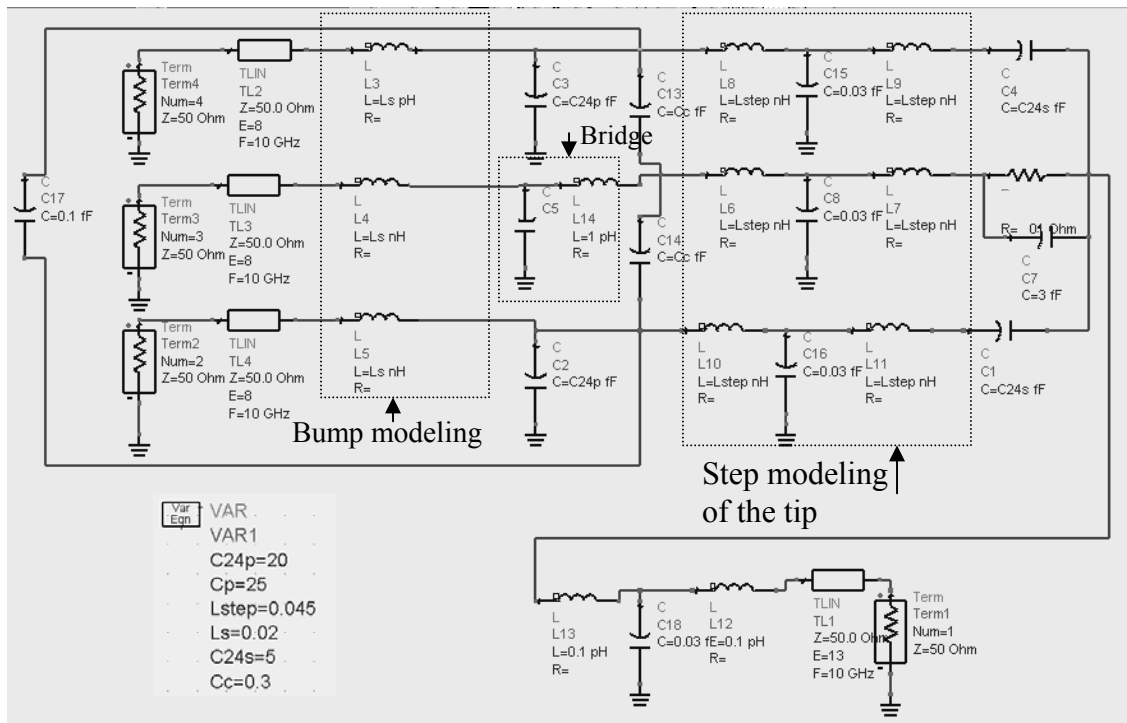 Term
Term4
Num=4
Z=50 Ohm
TLIN
TL2
Z=50.0 Ohm
E=8
F=10 GHz
L
L3
L=Ls pH
R=
C
C3
C=C24p fF
C
C13
C=Cc fF
L
L8
L=Lstep nH
R=
C
C15
C=0.03 fF
L
L9
L=Lstep nH
R=
C
C4
C=C24s fF
Bridge
C
C17
C=0.1 fF
Term
Term3
Num=3
Z=50 Ohm
TLIN
TL3
Z=50.0 Ohm
E=8
F=10 GHz
L
L4
L=Ls nH
R=
C
C5
L
L14
L=1 pH
R=
C
C14
C=Cc fF
L
L6
L=Lstep nH
R=
C
C8
C=0.03 fF
L
L7
L=Lstep nH
R=
R=
Ohm
C
C7
C=3 fF
Term
Term2
Num=2
Z=50 Ohm
TLIN
TL4
Z=50.0 Ohm
E=8
F=10 GHz
L
L5
L=Ls nH
R=
C
C2
C=C24p fF
L
L10
L=Lstep nH
R=
C
C16
C=0.03 fF
L
L11
L=Lstep nH
R=
C
C1
C=C24s fF
Bump modeling
Step modeling
of the tip
Var
Eqn
VAR
VAR1
C24p=20
Cp=25
Lstep=0.045
Ls=0.02
C24s=5
Cc=0.3
L
L13
L=0.1 pH
R=
C
C18
C=0.03 fF
L
L12
=0.1 pH
R=
TLIN
TL1
Z=50.0 Ohm
E=13
F=10 GHz
Term
Term1
Num=1
Z=50 Ohm